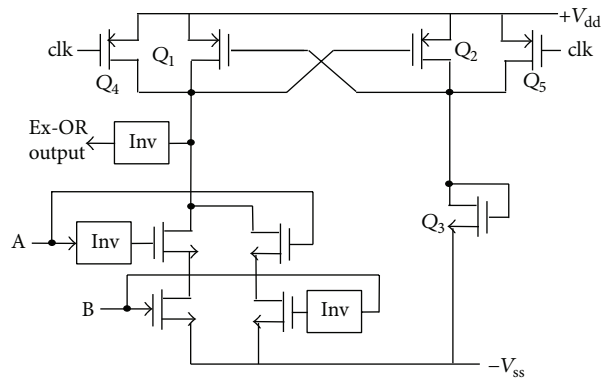 +V_dd
clk
Q_1
Q_2
clk
Q_4
Q_5
Ex-OR
output
Inv
Q_3
A
Inv
B
Inv
−V_ss